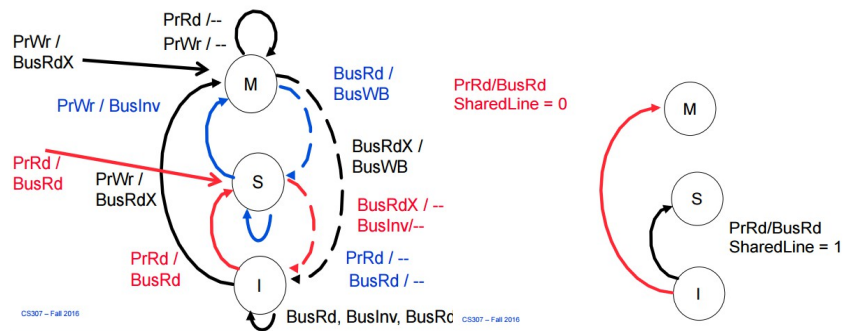 PrRd / --
PrWr / --
PrWr /
BusRdX
M
BusRd /
BusWB
PrWr / BusInv
BusRdX /
BusWB
PrRd /
BusRd
PrWr /
BusRdX
S
BusRdX / --
BusInv/--
PrRd /
BusRd
PrRd / --
BusRd / --
I
BusRd, BusInv, BusRd
CS307 – Fall 2016
PrRd/BusRd
SharedLine = 0
M
S
PrRd/BusRd
SharedLine = 1
I
CS307 – Fall 2016